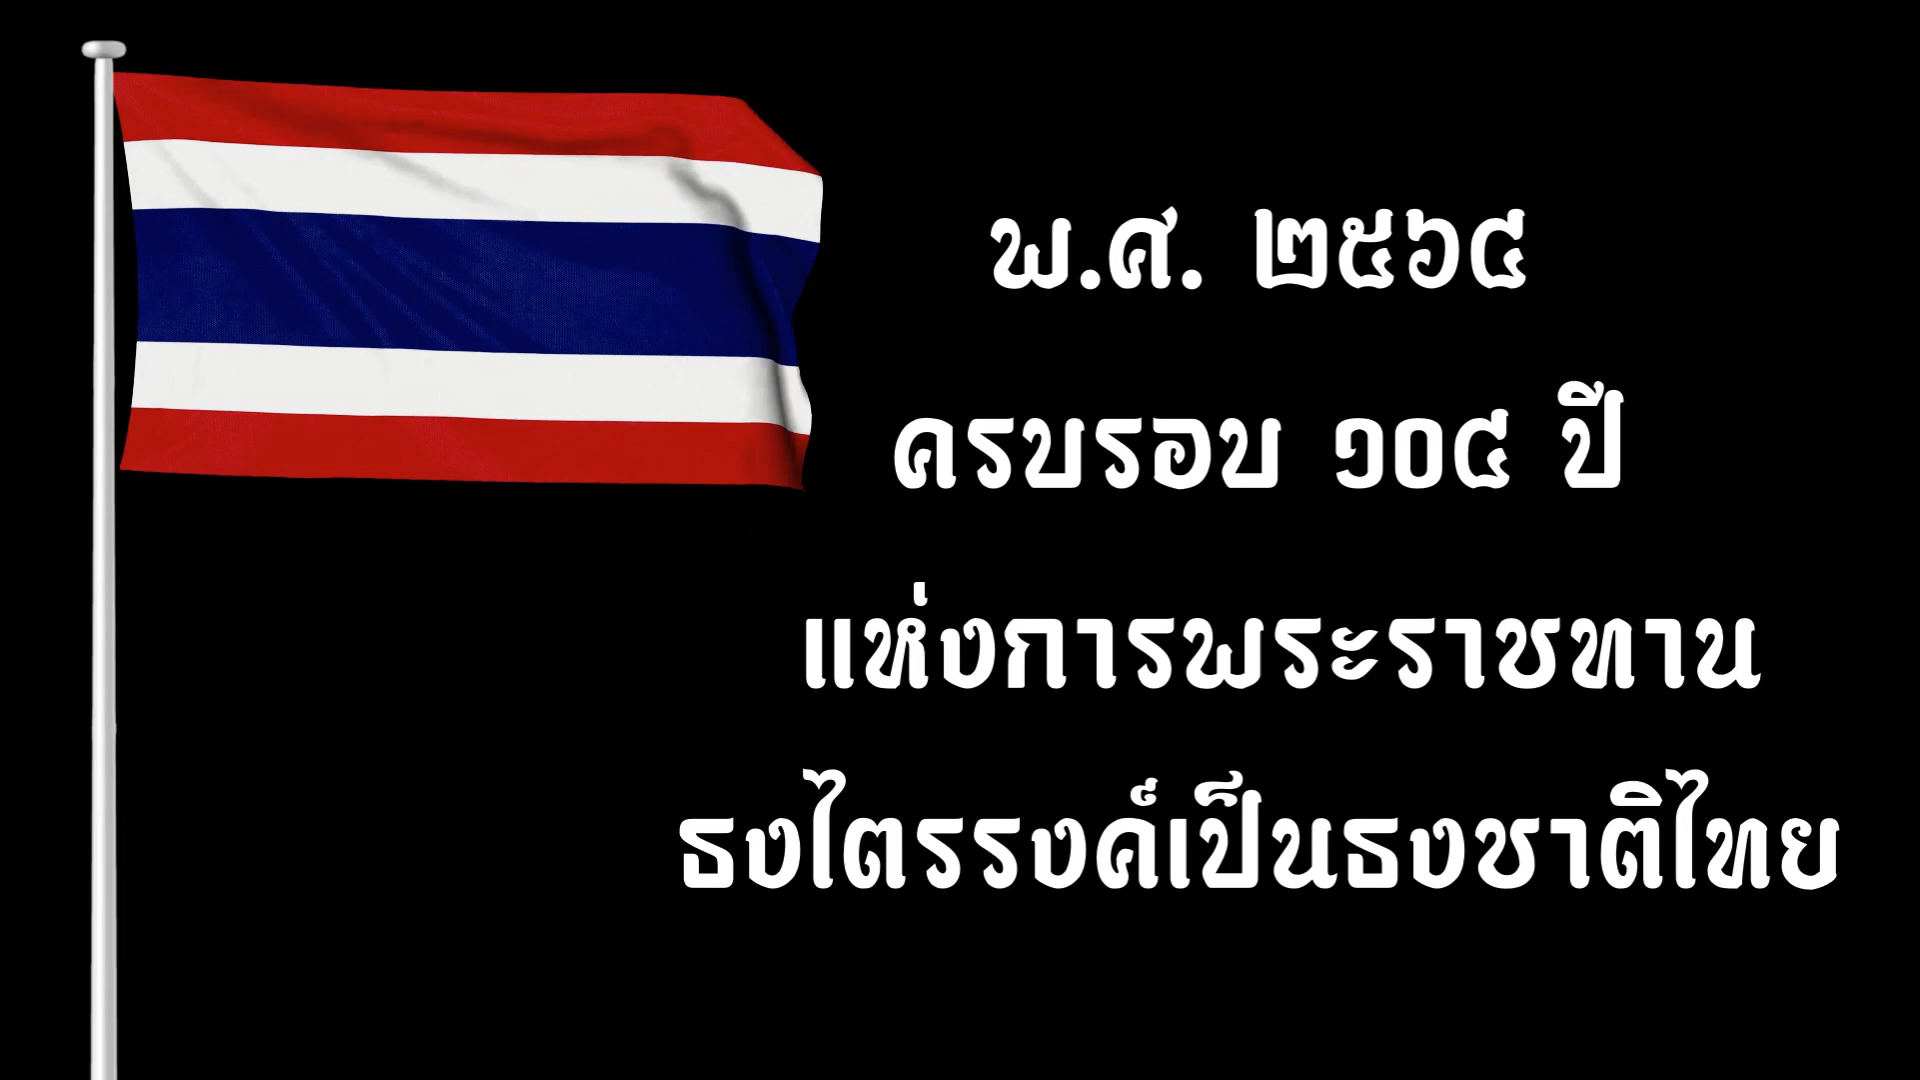 พ.ศ. ๒๕๖๔
ครบรอบ ๑๐๔ ปี
แห่งการพระราชทาน
ธงไตรรงค์เป็นธงชาติไทย